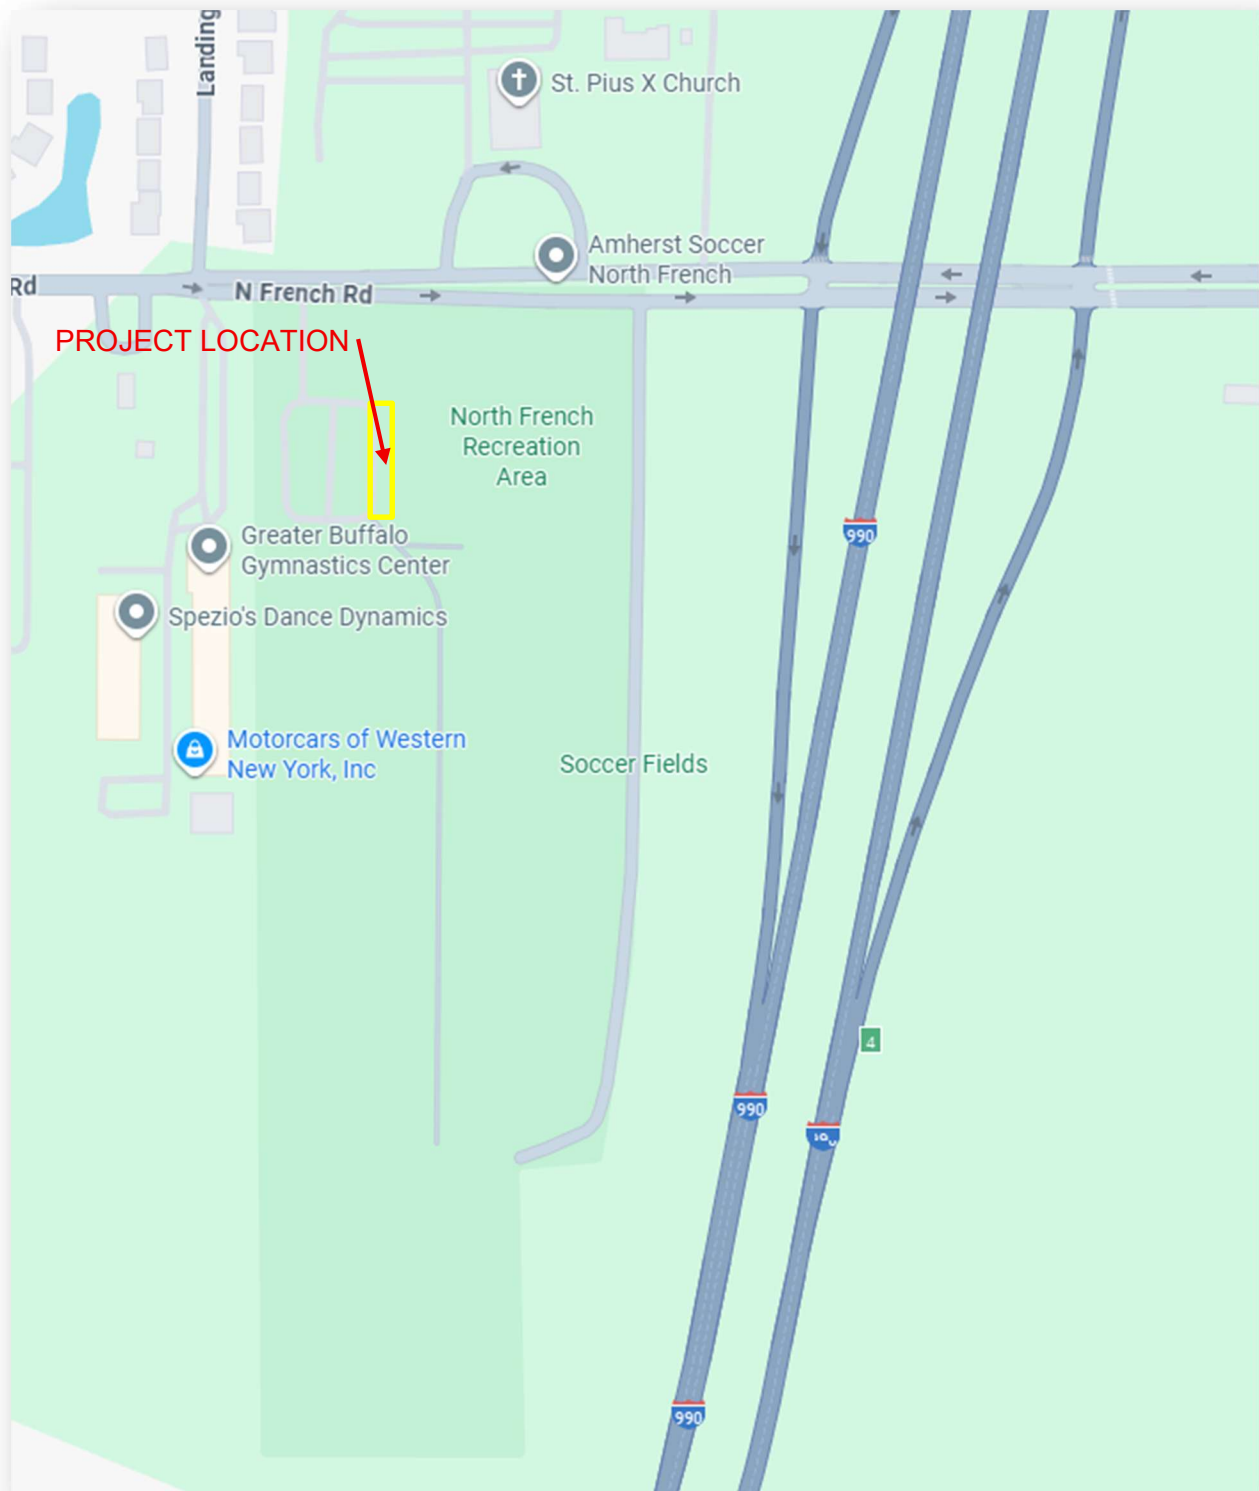 Landing
St. Pius X Church
Amherst Soccer
North French
Rd
N French Rd
PROJECT LOCATION
North French
Recreation
Area
990
Greater Buffalo
Gymnastics Center
Spezio's Dance Dynamics
Motorcars of Western
New York, Inc
Soccer Fields
4
990
990